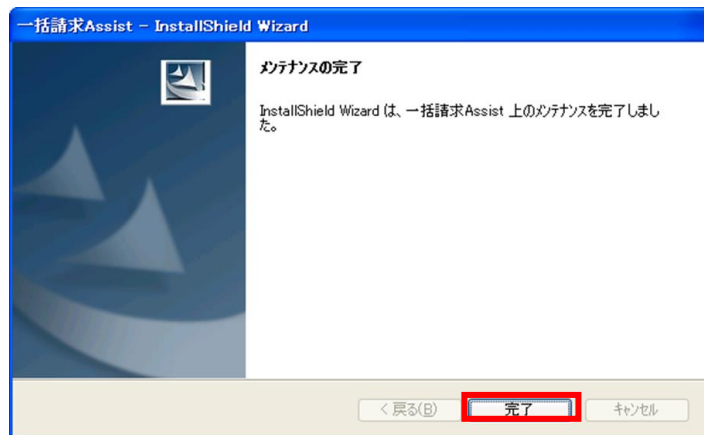 一括請求Assist - InstallShield Wizard
メンテナンスの完了
InstallShield Wizard は、一括請求Assist 上のメンテナンスを完了しまし
た。
< 戻る(B)
完了
キャンセル